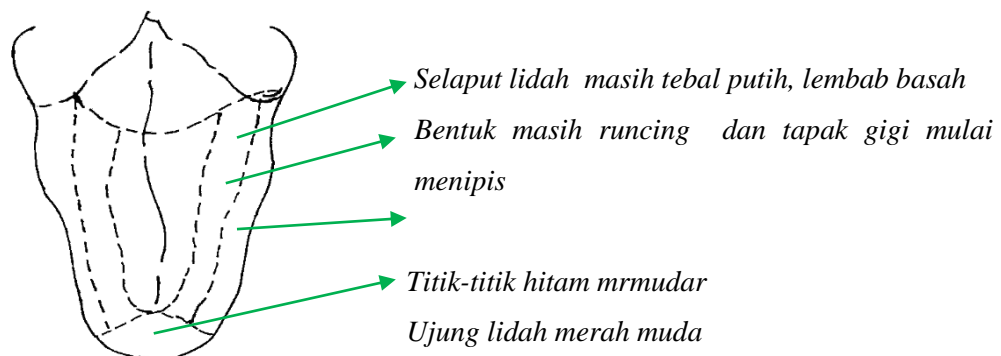 Selaput lidah masih tebal putih, lembab basah
Bentuk masih runcing dan tapak gigi mulai
menipis
Titik-titik hitam mrmudar
Ujung lidah merah muda